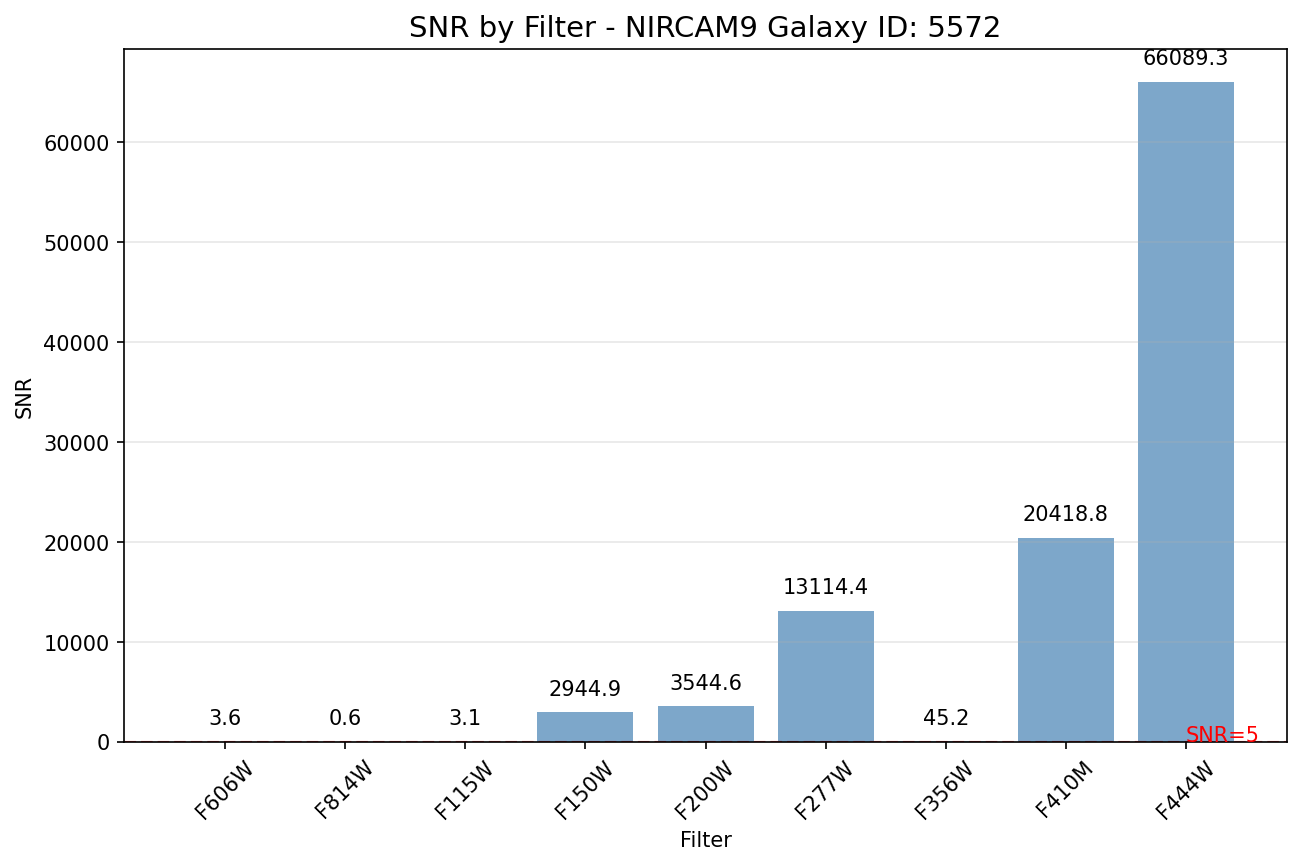 SNR by Filter - NIRCAM9 Galaxy ID: 5572
66089.3
60000
50000
40000
SNR
30000
20418.8
20000
13114.4
10000
2944.9
3544.6
3.6
0.6
3.1
45.2
SNR=5
0
F606W
F814W
F115W
F150W
F200W
F277W
F356W
F410M
F444W
Filter